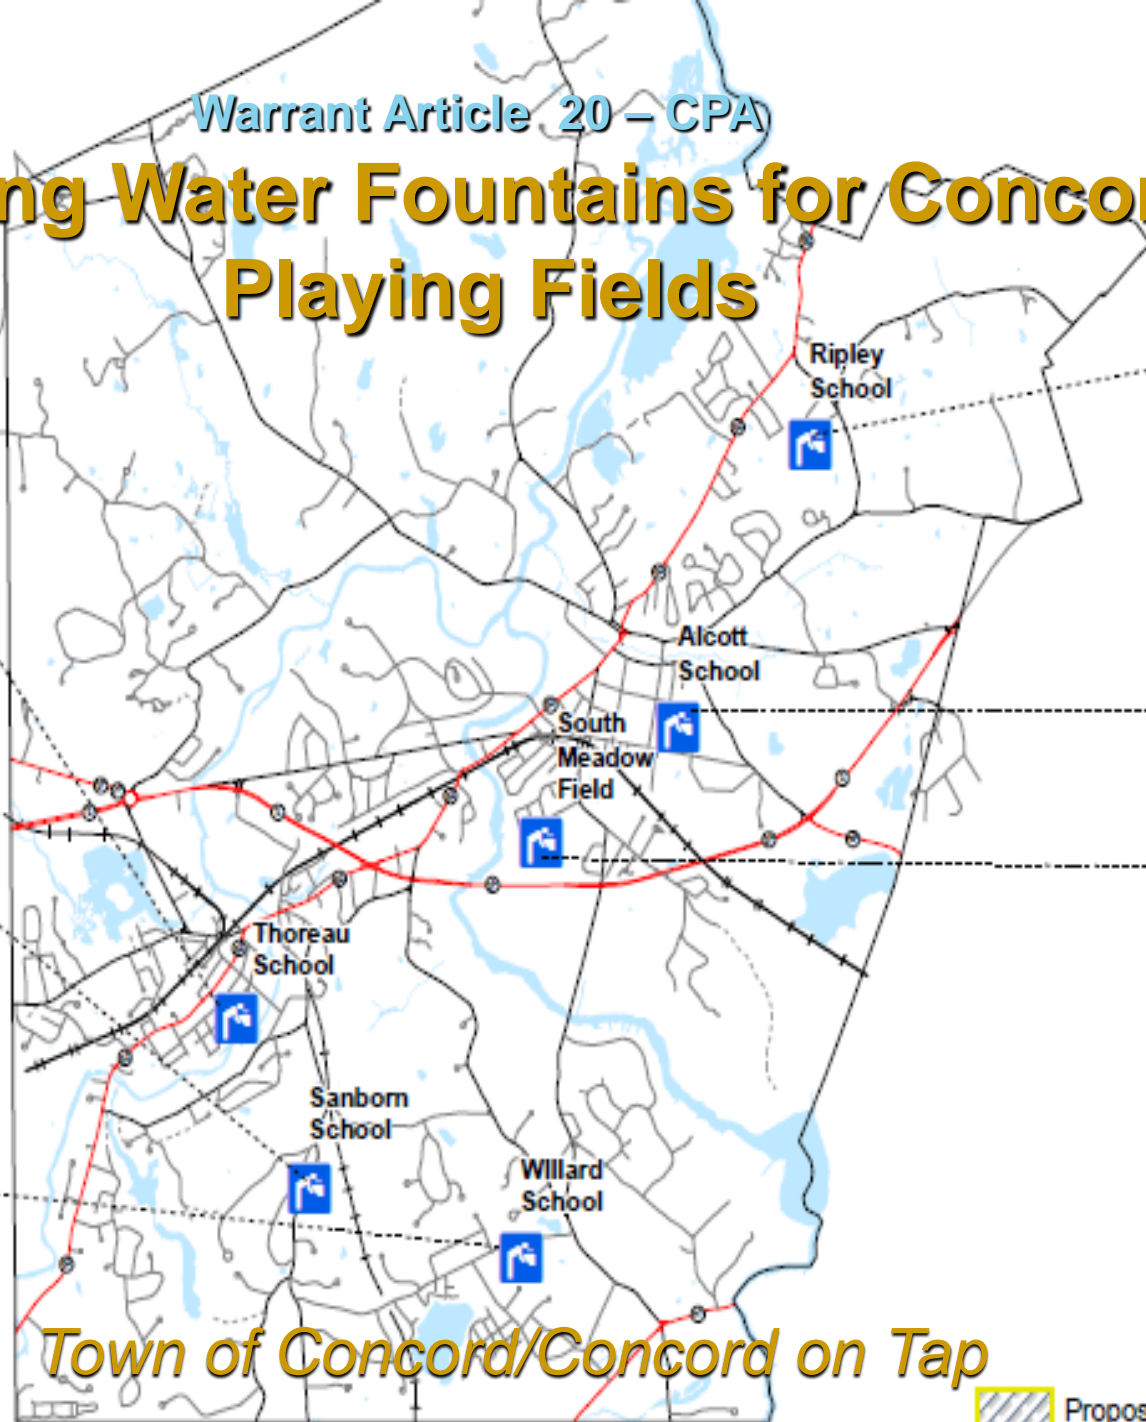 Warrant Article 20 – CPA
ng Water Fountains for Concor
Playing Fields
Ripley
School
Alcott
School
South
Meadow
Field
Thoreau
School
Sanborn
School
WIllard
School
Town of Concord/Concord on Tap
Propos